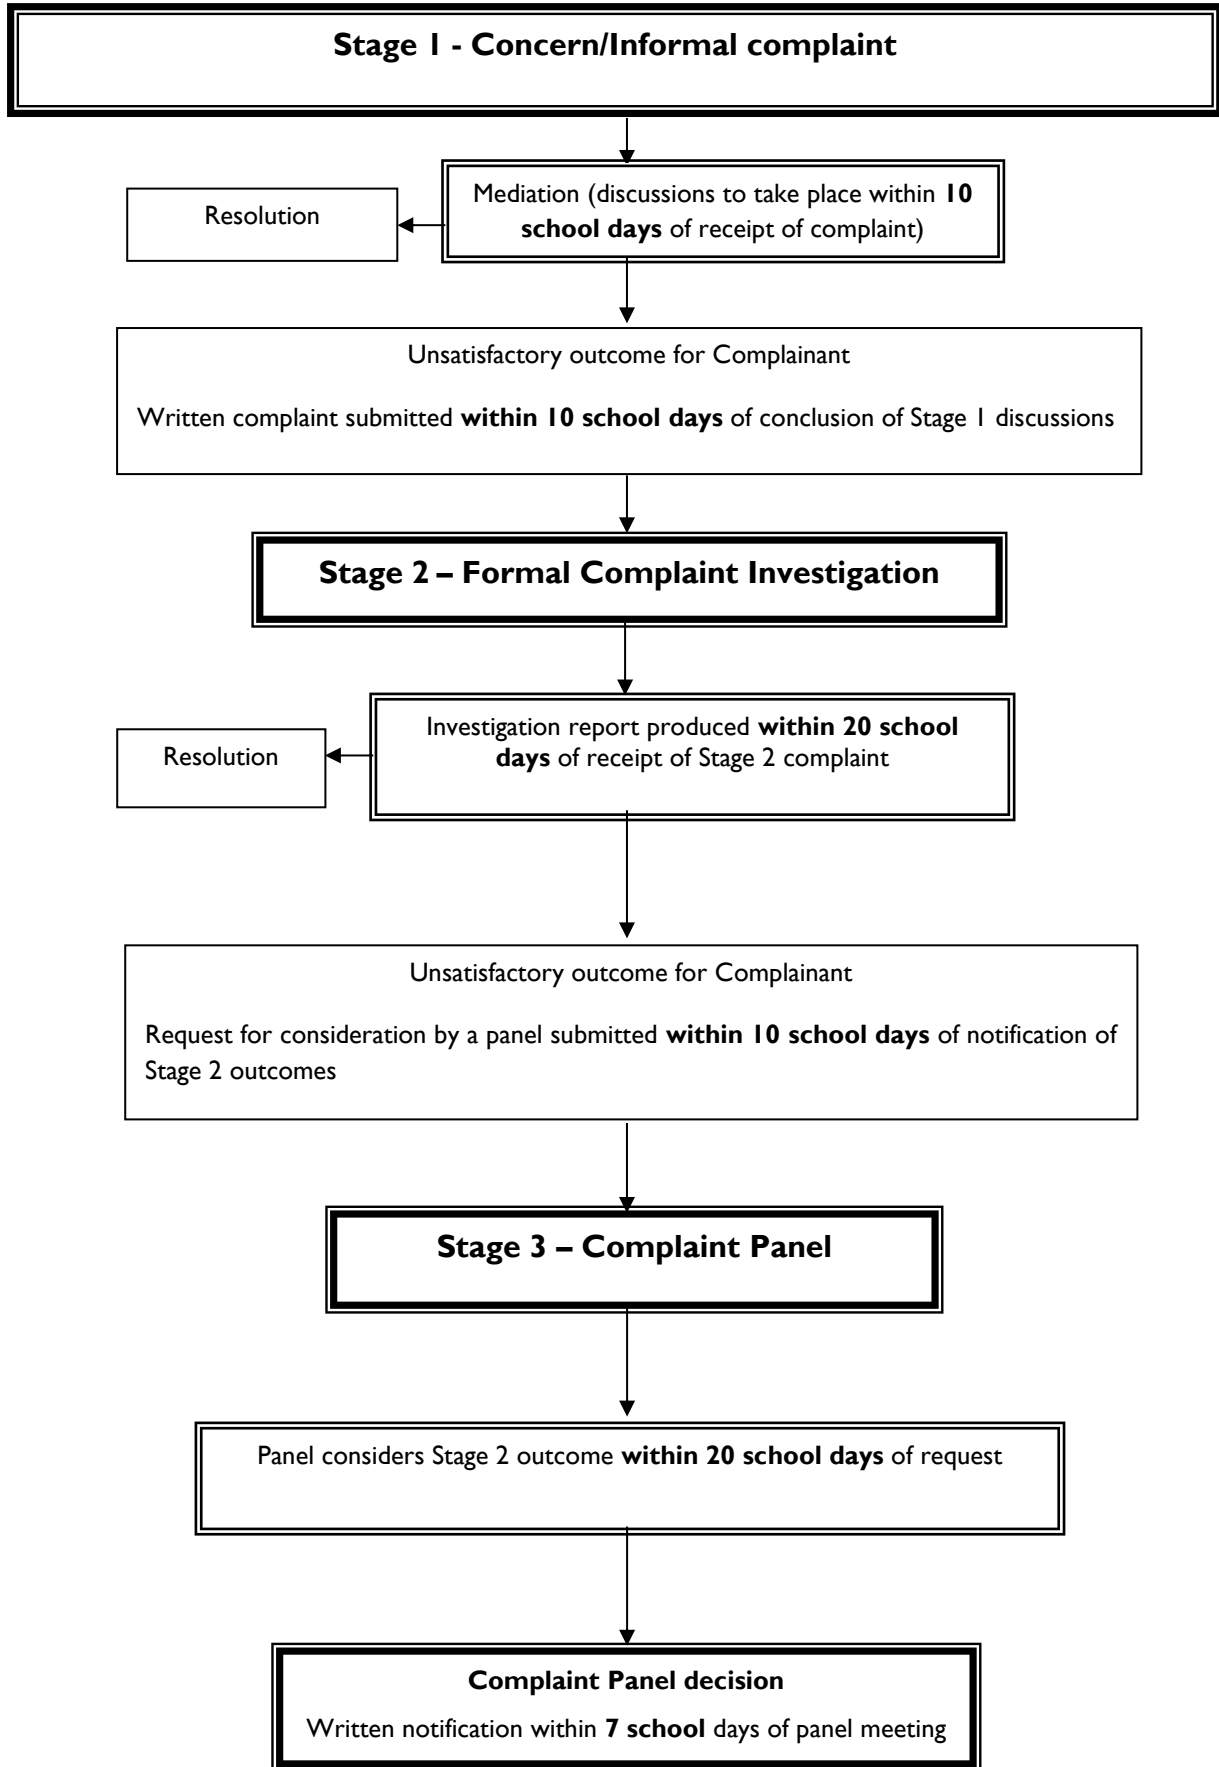 Stage 1 - Concern/Informal complaint
Mediation (discussions to take place within 10
school days of receipt of complaint)
Resolution
Unsatisfactory outcome for Complainant
Written complaint submitted within 10 school days of conclusion of Stage 1 discussions
Stage 2 – Formal Complaint Investigation
Investigation report produced within 20 school
days of receipt of Stage 2 complaint
Resolution
Unsatisfactory outcome for Complainant
Request for consideration by a panel submitted within 10 school days of notification of
Stage 2 outcomes
Stage 3 – Complaint Panel
Panel considers Stage 2 outcome within 20 school days of request
Complaint Panel decision
Written notification within 7 school days of panel meeting